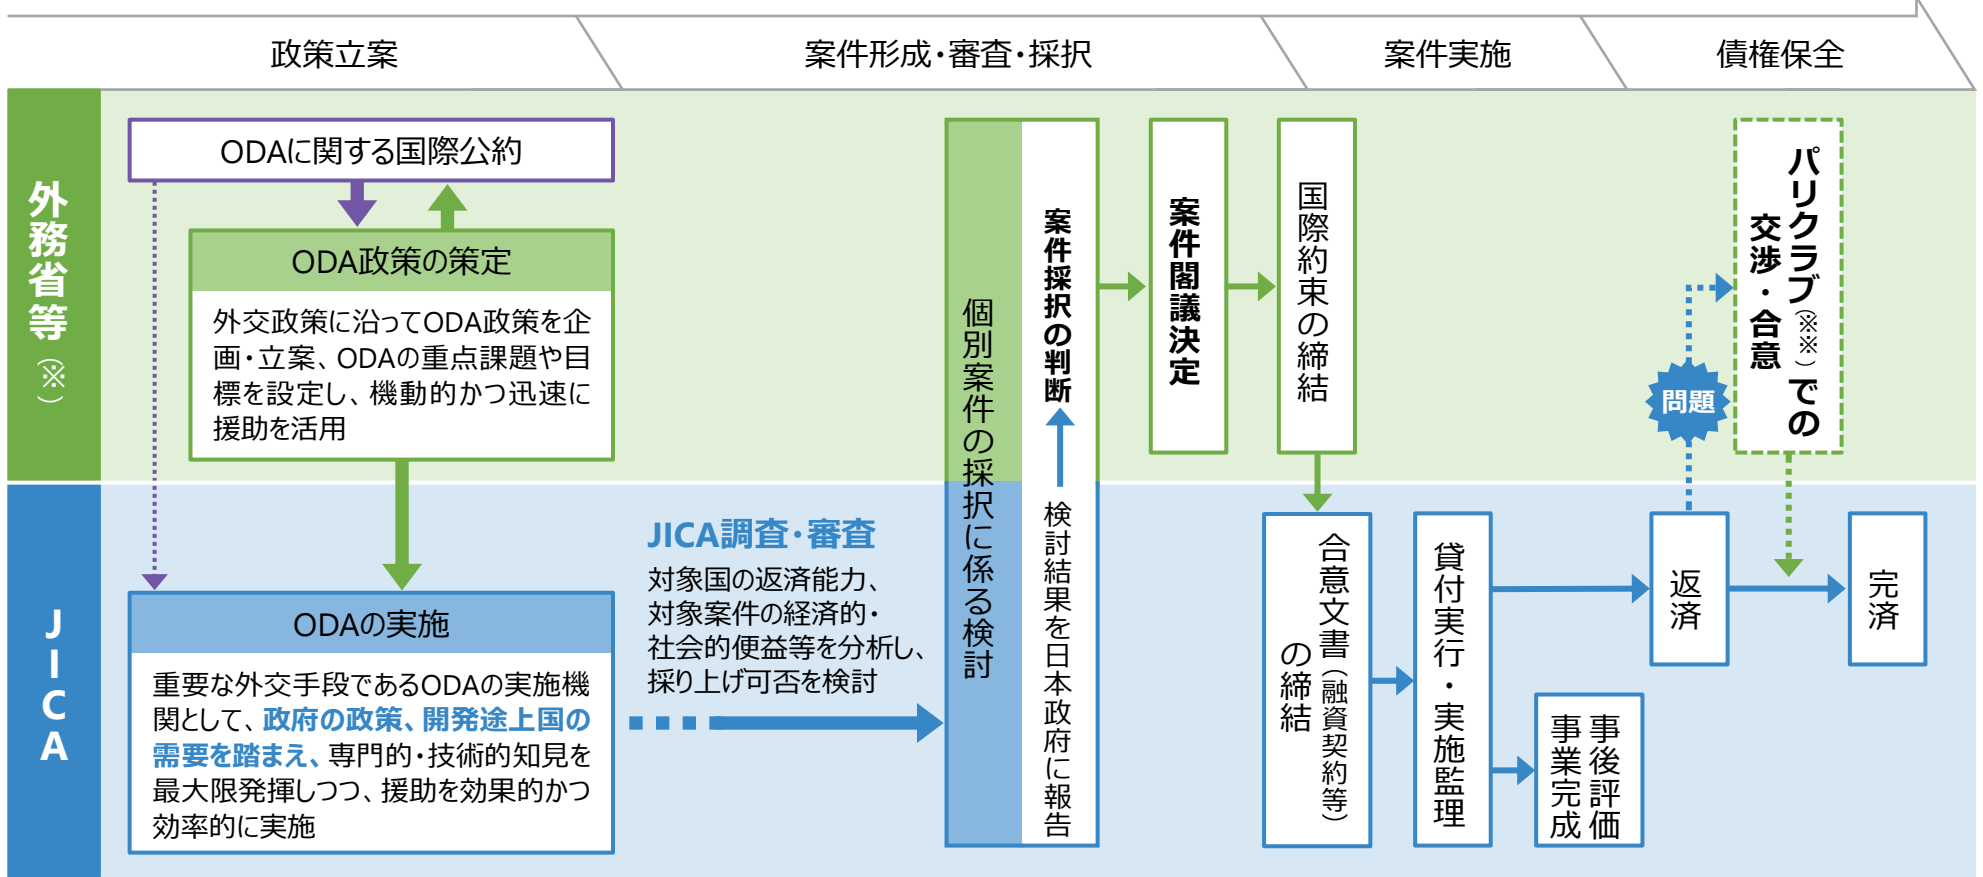 政策立案
案件形成・審査・採択
案件実施
債権保全
外務省等(※)
ODAに関する国際公約
ODA政策の策定
外交政策に沿ってODA政策を企
画・立案、ODAの重点課題や目
標を設定し、機動的かつ迅速に
援助を活用
個別案件の採択に係る検討
案件採択の判断
検討結果を日本政府に報告
案件閣議決定
国際約束の締結
パリクラブ(※※)での
交渉・合意
問題
JICA
ODAの実施
重要な外交手段であるODAの実施機
関として、政府の政策、開発途上国の
需要を踏まえ、専門的・技術的知見を
最大限発揮しつつ、援助を効果的かつ
効率的に実施
JICA調査・審査
対象国の返済能力、
対象案件の経済的・
社会的便益等を分析し、
採り上げ可否を検討
合意文書(融資契約等)
の締結
貸付実行・実施監理
事後評価
事業完成
返済
完済